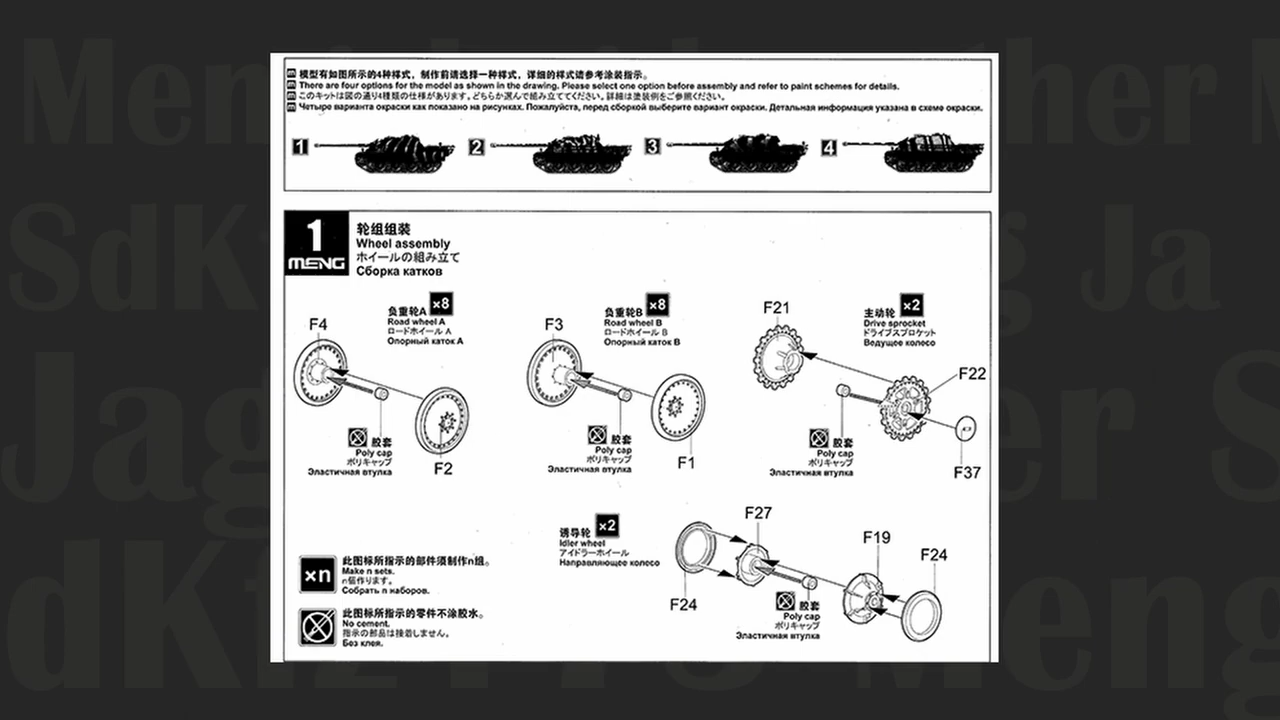 模型有如图所示的4种样式，制作前请选择一种样式，详细的样式请参考涂装指示。
There are four options for the model as shown in the drawing. Please select one option before assembly and refer to paint schemes for details.
このキットは図の通り4種類の仕様があります。どちらか選んで組み立ててください。詳細は塗装例をご参照ください。
Четыре варианта окраски как показано на рисунках. Пожалуйста, перед сборкой выберите вариант окраски. Детальная информация указана в схеме окраски.
1 2 3 4
1
MENG
轮组组装
Wheel assembly
ホイールの組み立て
Сборка катков
F4
负重轮A ×8
Road wheel A
ロードホイール A
Опорный каток A
胶套
Poly cap
ポリキャップ
Эластичная втулка
F2
F3
负重轮B ×8
Road wheel B
ロードホイール B
Опорный каток B
胶套
Poly cap
ポリキャップ
Эластичная втулка
F1
F21
主动轮 ×2
Drive sprocket
ドライブスプロケット
Ведущее колесо
F22
胶套
Poly cap
ポリキャップ
Эластичная втулка
F37
诱导轮 ×2
Idler wheel
アイドラーホイール
Направляющее колесо
F27
F19
F24
F24
胶套
Poly cap
ポリキャップ
Эластичная втулка
×n
此图标所指示的部件须制作n组。
Make n sets.
n個作ります。
Собрать n наборов.
此图标所指示的零件不涂胶水。
No cement.
指示の部品は接着しません。
Без клея.